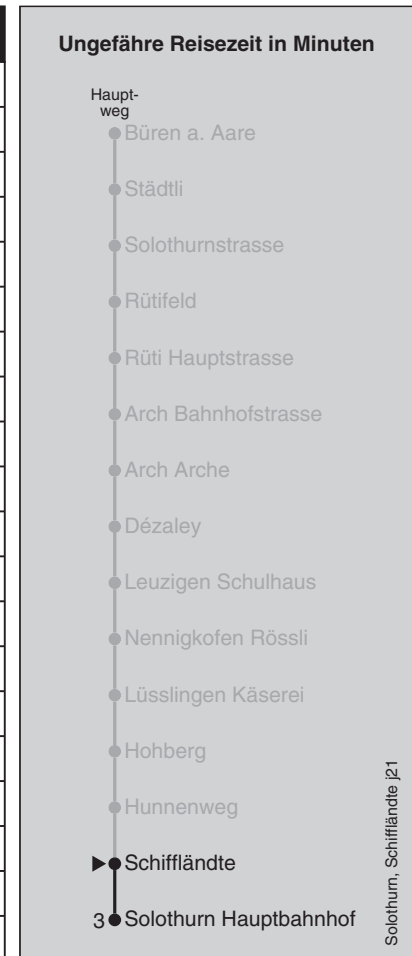 Ungefähre Reisezeit in Minuten
Haupt-
weg
Büren a. Aare
Städtli
Solothurnstrasse
Rütifeld
Rüti Hauptstrasse
Arch Bahnhofstrasse
Arch Arche
Dézaley
Leuzigen Schulhaus
Nennigkofen Rössli
Lüsslingen Käserei
Hohberg
Hunnenweg
Schiffländte
3 Solothurn Hauptbahnhof
Solothurn, Schiffländte j21